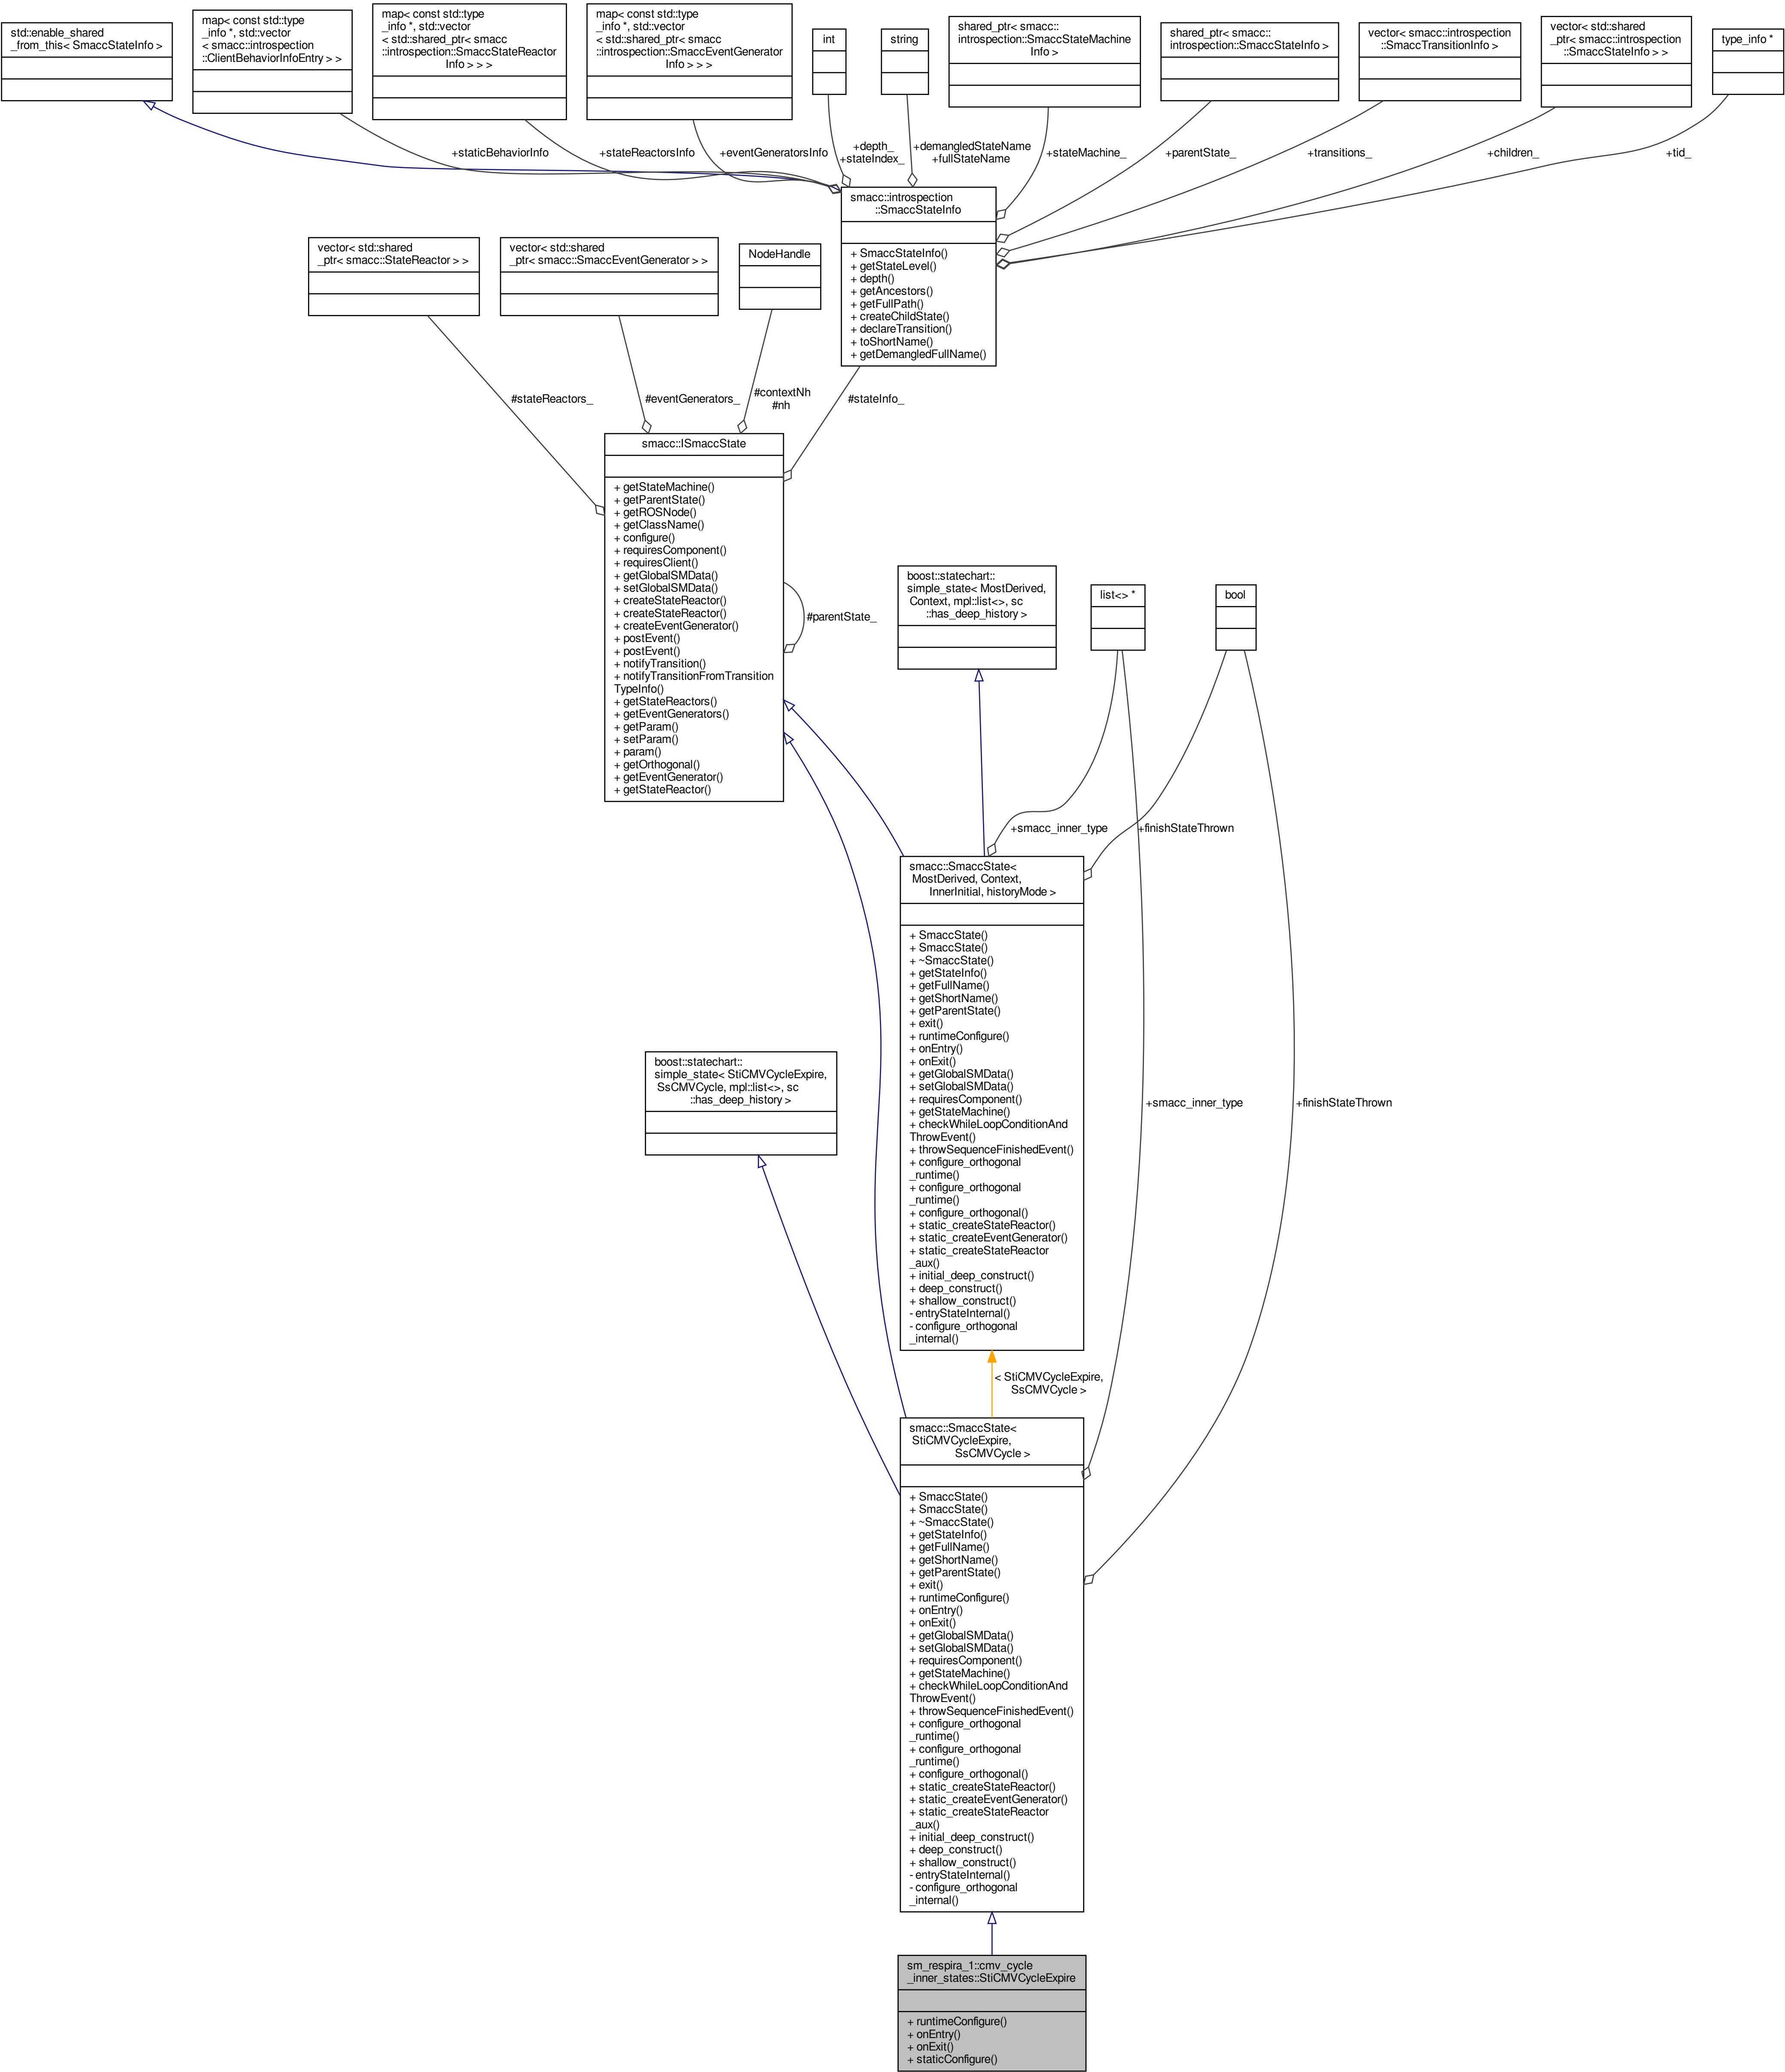 std::enable_shared
_from_this< SmaccStateInfo >
map< const std::type
_info *, std::vector
< smacc::introspection
::ClientBehaviorInfoEntry > >
map< const std::type
_info *, std::vector
< std::shared_ptr< smacc
::introspection::SmaccStateReactor
Info > > >
map< const std::type
_info *, std::vector
< std::shared_ptr< smacc
::introspection::SmaccEventGenerator
Info > > >
int
string
shared_ptr< smacc::
introspection::SmaccStateMachine
Info >
shared_ptr< smacc::
introspection::SmaccStateInfo >
vector< smacc::introspection
::SmaccTransitionInfo >
vector< std::shared
_ptr< smacc::introspection
::SmaccStateInfo > >
type_info *
+staticBehaviorInfo
+stateReactorsInfo
+eventGeneratorsInfo
+depth_
+stateIndex_
+demangledStateName
+fullStateName
+stateMachine_
+parentState_
+transitions_
+children_
+tid_
smacc::introspection
::SmaccStateInfo
+ SmaccStateInfo()
+ getStateLevel()
+ depth()
+ getAncestors()
+ getFullPath()
+ createChildState()
+ declareTransition()
+ toShortName()
+ getDemangledFullName()
vector< std::shared
_ptr< smacc::StateReactor > >
vector< std::shared
_ptr< smacc::SmaccEventGenerator > >
NodeHandle
#stateReactors_
#eventGenerators_
#contextNh
#nh
#stateInfo_
smacc::ISmaccState
+ getStateMachine()
+ getParentState()
+ getROSNode()
+ getClassName()
+ configure()
+ requiresComponent()
+ requiresClient()
+ getGlobalSMData()
+ setGlobalSMData()
+ createStateReactor()
+ createStateReactor()
+ createEventGenerator()
+ postEvent()
+ postEvent()
+ notifyTransition()
+ notifyTransitionFromTransition
TypeInfo()
+ getStateReactors()
+ getEventGenerators()
+ getParam()
+ setParam()
+ param()
+ getOrthogonal()
+ getEventGenerator()
+ getStateReactor()
#parentState_
boost::statechart::
simple_state< MostDerived,
Context, mpl::list<>, sc
::has_deep_history >
list<> *
bool
+smacc_inner_type
+finishStateThrown
smacc::SmaccState<
MostDerived, Context,
InnerInitial, historyMode >
+ SmaccState()
+ SmaccState()
+ ~SmaccState()
+ getStateInfo()
+ getFullName()
+ getShortName()
+ getParentState()
+ exit()
+ runtimeConfigure()
+ onEntry()
+ onExit()
+ getGlobalSMData()
+ setGlobalSMData()
+ requiresComponent()
+ getStateMachine()
+ checkWhileLoopConditionAnd
ThrowEvent()
+ throwSequenceFinishedEvent()
+ configure_orthogonal
_runtime()
+ configure_orthogonal
_runtime()
+ configure_orthogonal()
+ static_createStateReactor()
+ static_createEventGenerator()
+ static_createStateReactor
_aux()
+ initial_deep_construct()
+ deep_construct()
+ shallow_construct()
- entryStateInternal()
- configure_orthogonal
_internal()
boost::statechart::
simple_state< StiCMVCycleExpire,
SsCMVCycle, mpl::list<>, sc
::has_deep_history >
+smacc_inner_type
+finishStateThrown
< StiCMVCycleExpire,
SsCMVCycle >
smacc::SmaccState<
StiCMVCycleExpire,
SsCMVCycle >
+ SmaccState()
+ SmaccState()
+ ~SmaccState()
+ getStateInfo()
+ getFullName()
+ getShortName()
+ getParentState()
+ exit()
+ runtimeConfigure()
+ onEntry()
+ onExit()
+ getGlobalSMData()
+ setGlobalSMData()
+ requiresComponent()
+ getStateMachine()
+ checkWhileLoopConditionAnd
ThrowEvent()
+ throwSequenceFinishedEvent()
+ configure_orthogonal
_runtime()
+ configure_orthogonal
_runtime()
+ configure_orthogonal()
+ static_createStateReactor()
+ static_createEventGenerator()
+ static_createStateReactor
_aux()
+ initial_deep_construct()
+ deep_construct()
+ shallow_construct()
- entryStateInternal()
- configure_orthogonal
_internal()
sm_respira_1::cmv_cycle
_inner_states::StiCMVCycleExpire
+ runtimeConfigure()
+ onEntry()
+ onExit()
+ staticConfigure()